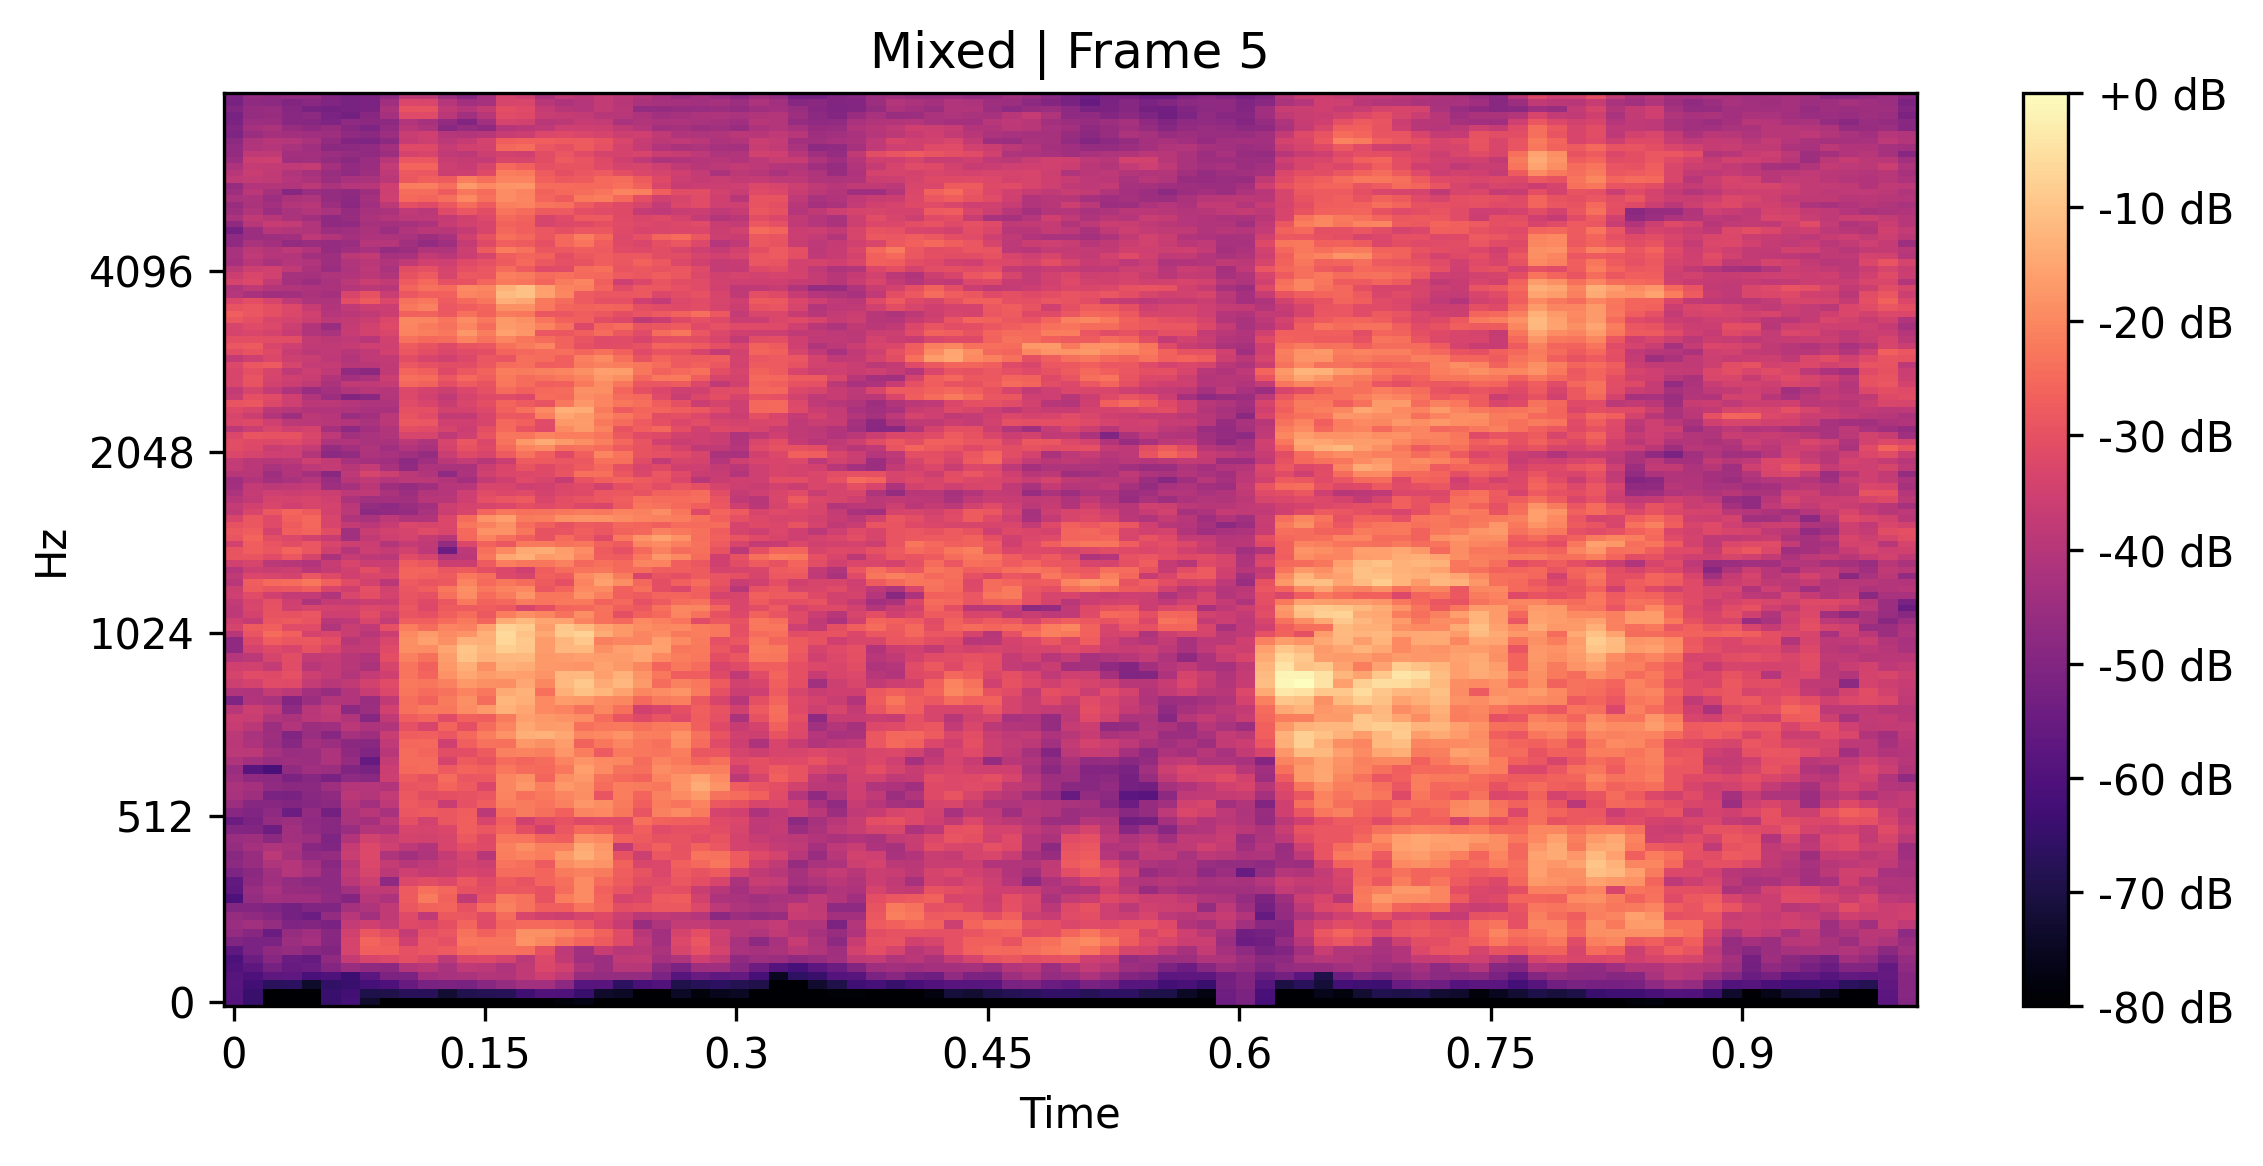 Mixed | Frame 5
+0 dB
-10 dB
-20 dB
-30 dB
-40 dB
-50 dB
-60 dB
-70 dB
-80 dB
Hz
4096
2048
1024
512
0
0 0.15 0.3 0.45 0.6 0.75 0.9
Time